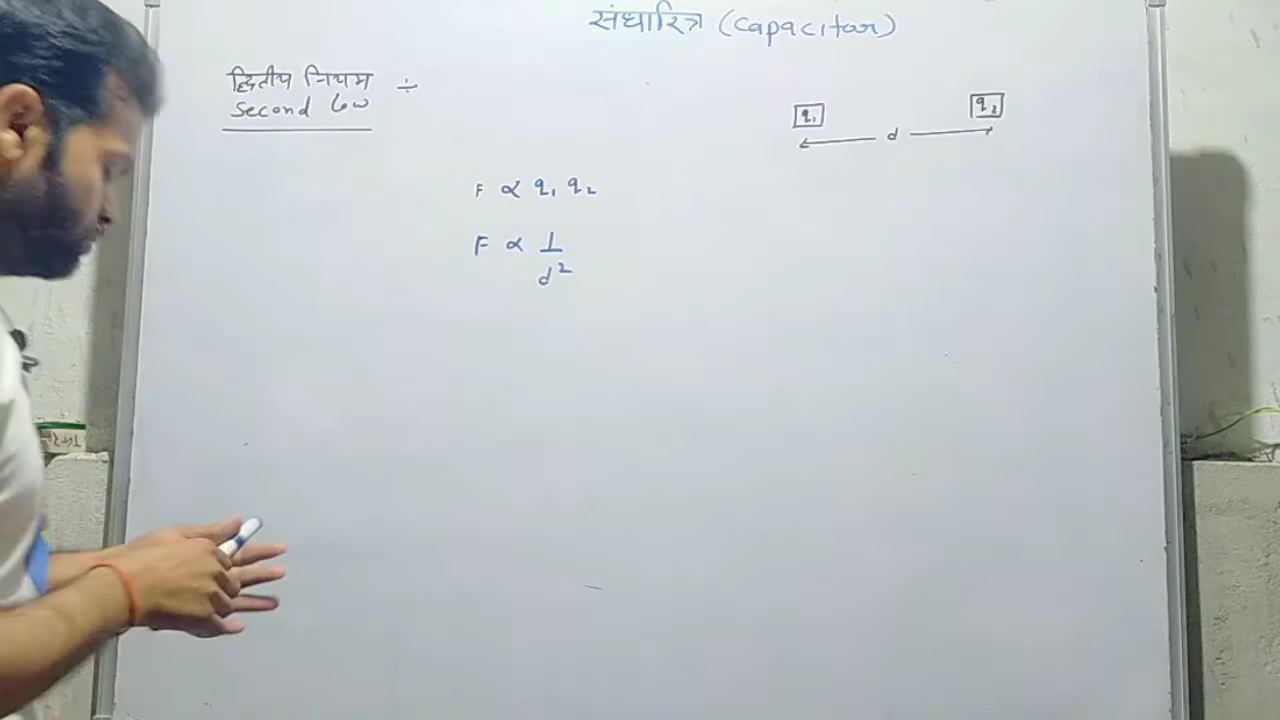 संधारित्र (Capacitor)
द्वितीय नियम ÷
Second Law
q₁ q₂
d
F ∝ q₁ q₂
F ∝ 1/d²